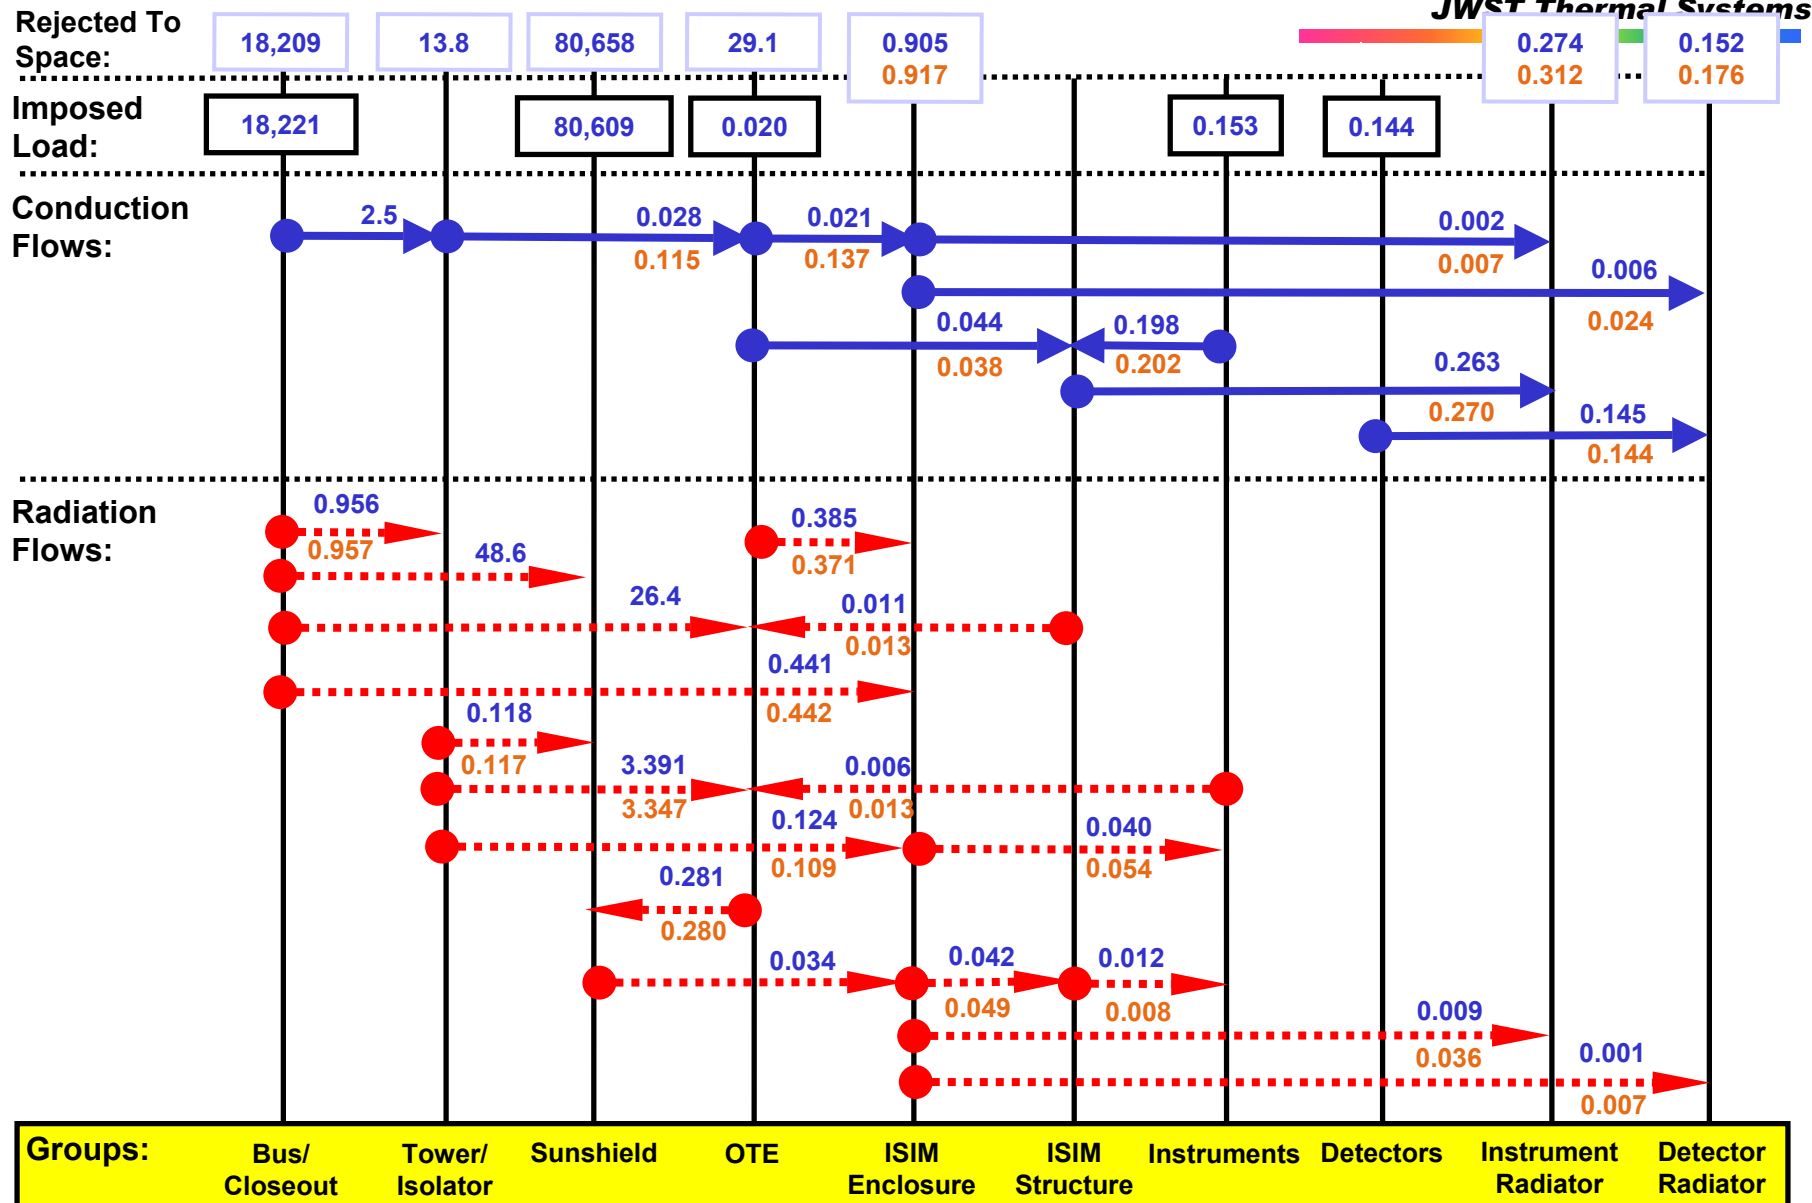 JWST Thermal Systems
Rejected To
Space:
18,209 13.8 80,658 29.1 0.905 0.274 0.152
0.917 0.312 0.176
Imposed
Load:
18,221 80,609 0.020 0.153 0.144
Conduction
Flows:
2.5 0.028 0.021 0.002
0.115 0.137 0.007
0.006
0.024
0.044 0.198
0.038 0.202
0.263
0.270
0.145
0.144
Radiation
Flows:
0.956 0.385
0.957 0.371
48.6
26.4 0.011
0.013
0.441
0.442
0.118
0.117
3.391 0.006
3.347 0.013
0.124 0.040
0.109 0.054
0.281
0.280
0.034 0.042 0.012
0.049 0.008
0.009
0.036
0.001
0.007
Groups:
Bus/ Tower/ Sunshield OTE ISIM ISIM Instruments Detectors Instrument Detector
Closeout Isolator Enclosure Structure Radiator Radiator